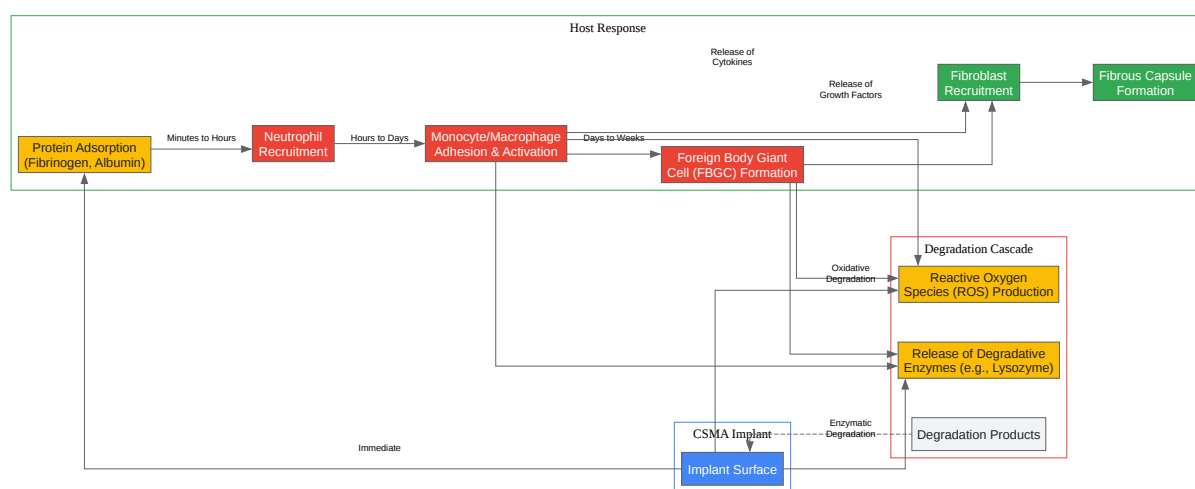 Host Response
Release of
Cytokines
Release of
Growth Factors
Fibroblast
Recruitment
Fibrous Capsule
Formation
Protein Adsorption
(Fibrinogen, Albumin)
Minutes to Hours
Neutrophil
Recruitment
Hours to Days
Monocyte/Macrophage
Adhesion & Activation
Days to Weeks
Foreign Body Giant
Cell (FBGC) Formation
Degradation Cascade
Oxidative
Degradation
Reactive Oxygen
Species (ROS) Production
Release of Degradative
Enzymes (e.g., Lysozyme)
Enzymatic
Degradation
Degradation Products
CSMA Implant
Immediate
Implant Surface